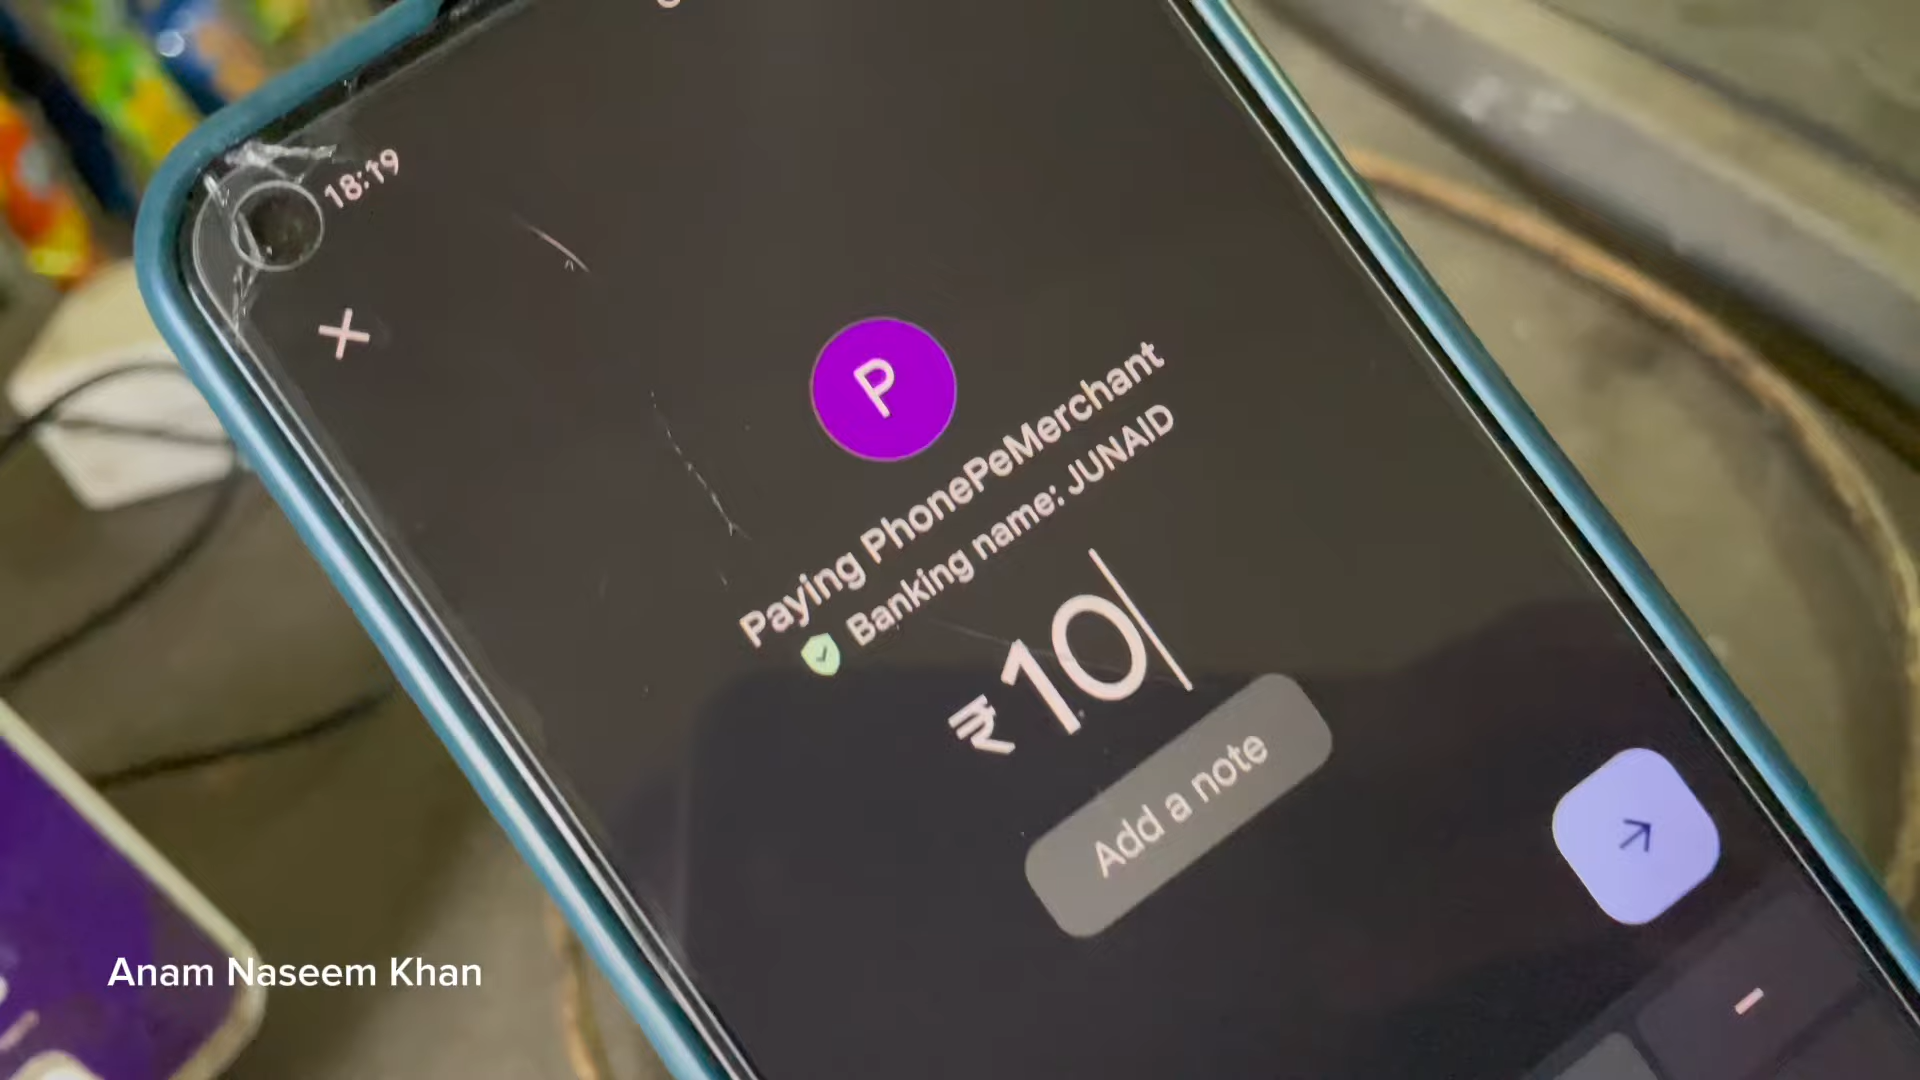 18:19
P
Paying PhonePeMerchant
Banking name: JUNAID
₹10
Add a note
Anam Naseem Khan